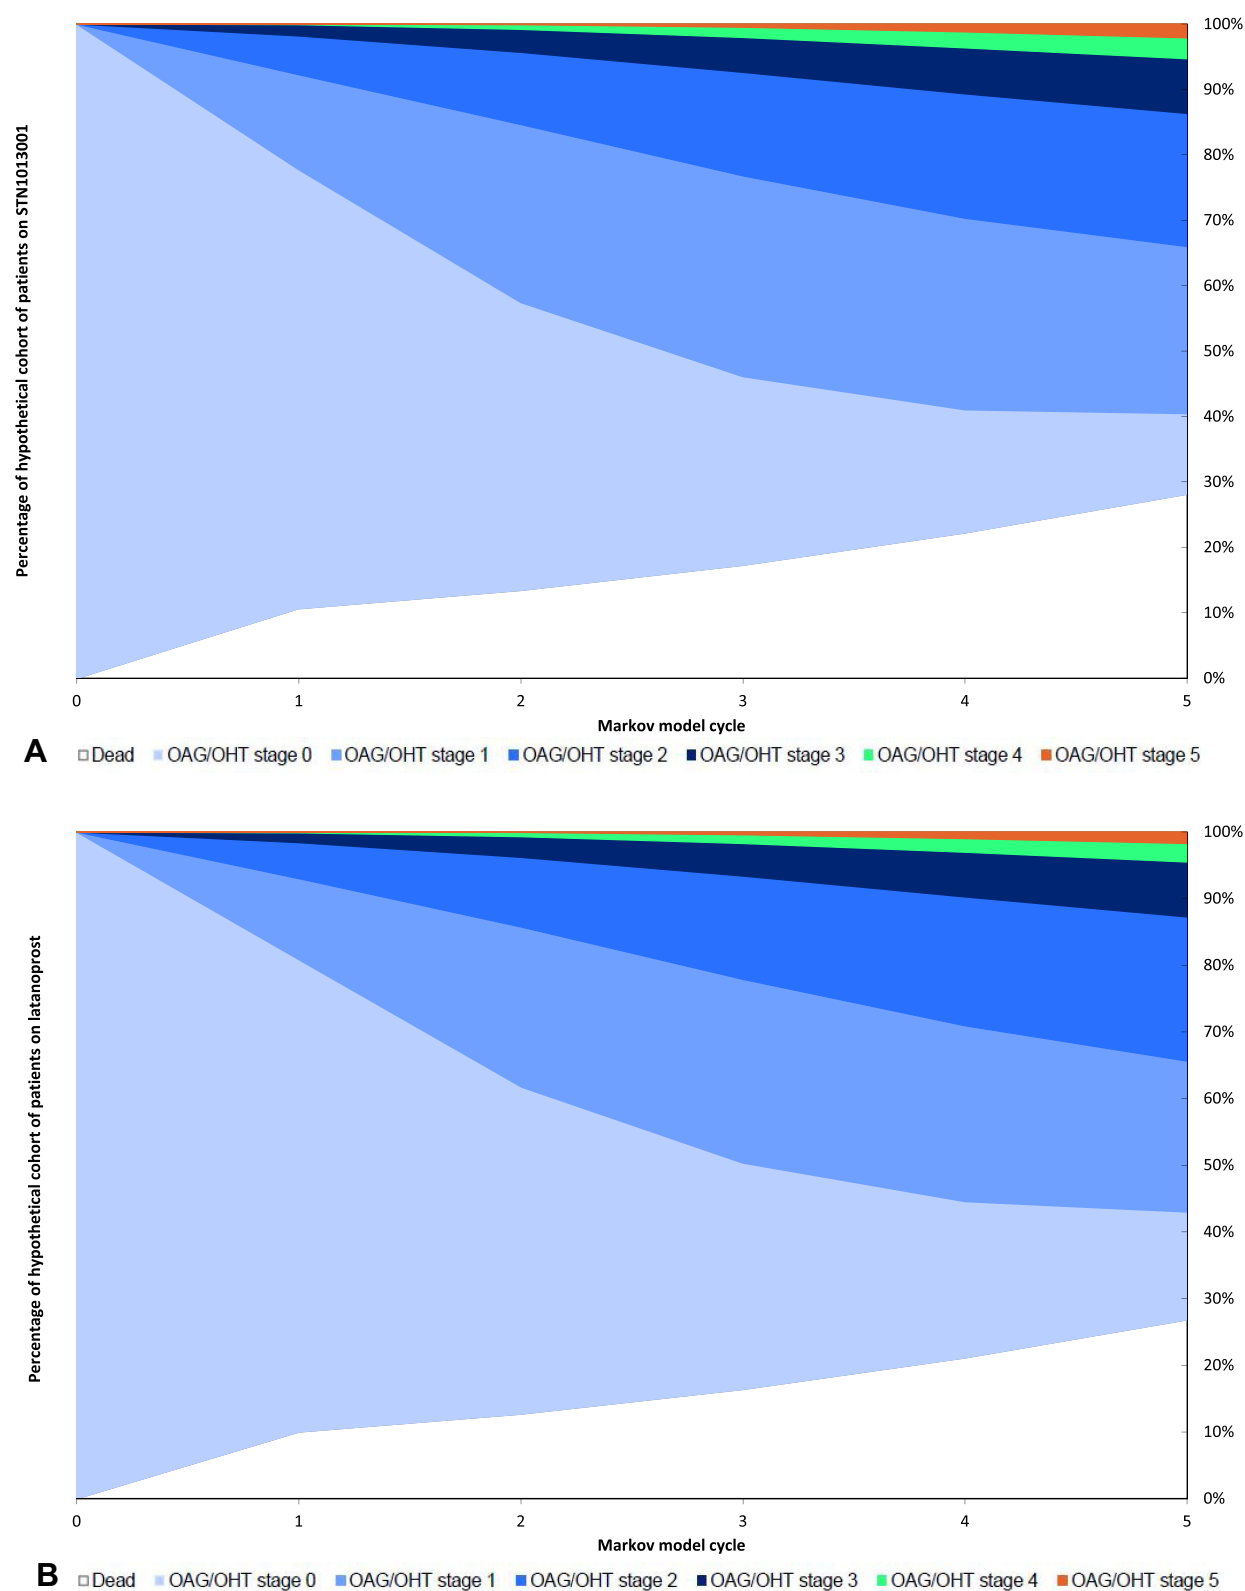 Percentage of hypothetical cohort of patients on STN1013001
100%
90%
80%
70%
60%
50%
40%
30%
20%
10%
0%
0 1 2 3 4 5
Markov model cycle
A Dead OAG/OHT stage 0 OAG/OHT stage 1 OAG/OHT stage 2 OAG/OHT stage 3 OAG/OHT stage 4 OAG/OHT stage 5
Percentage of hypothetical cohort of patients on latanoprost
100%
90%
80%
70%
60%
50%
40%
30%
20%
10%
0%
0 1 2 3 4 5
Markov model cycle
B Dead OAG/OHT stage 0 OAG/OHT stage 1 OAG/OHT stage 2 OAG/OHT stage 3 OAG/OHT stage 4 OAG/OHT stage 5